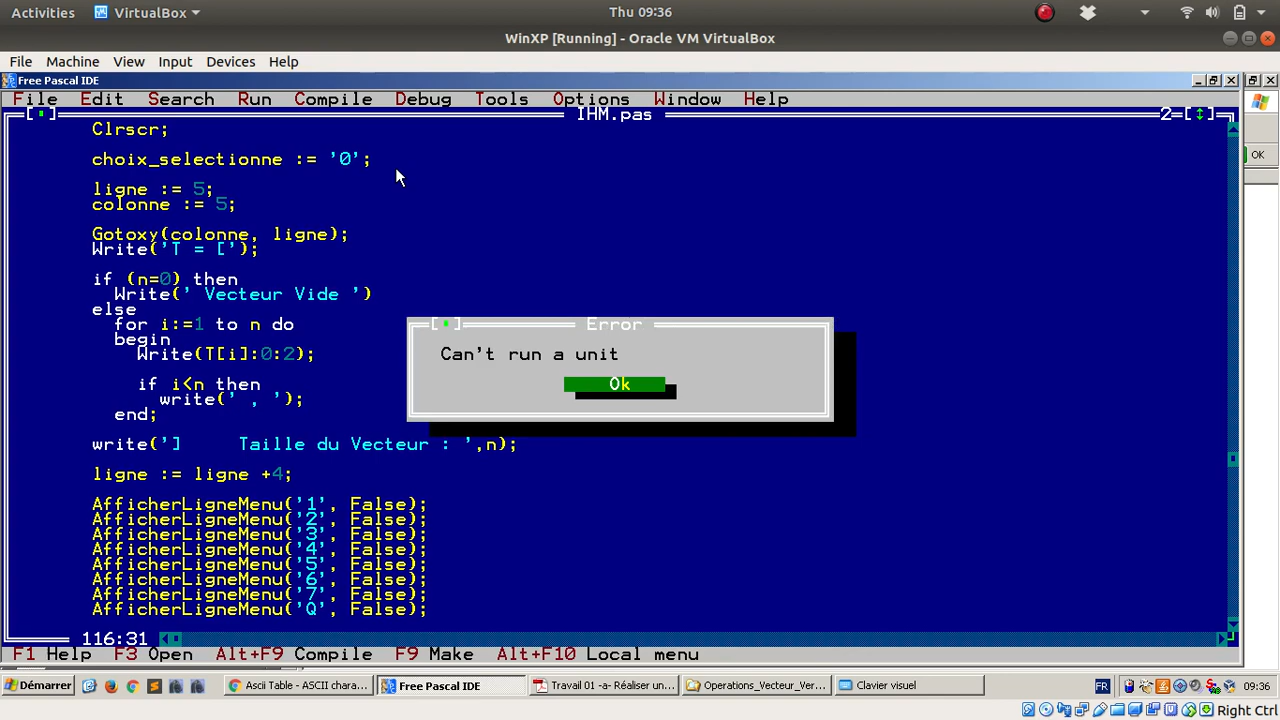 Activities VirtualBox Thu 09:36
WinXP [Running] - Oracle VM VirtualBox
File Machine View Input Devices Help
Free Pascal IDE
File Edit Search Run Compile Debug Tools Options Window Help
IHM.pas 2
Clrscr;
choix_selectionne := '0';
OK
ligne := 5;
colonne := 5;
Gotoxy(colonne, ligne);
Write('T = [');
if (n=0) then
Write(' Vecteur Vide ')
else
for i:=1 to n do
begin
Write(T[i]:0:2);
if i<n then
write(' , ');
end;
Error
Can't run a unit
Ok
write(']     Taille du Vecteur : ',n);
ligne := ligne +4;
AfficherLigneMenu('1', False);
AfficherLigneMenu('2', False);
AfficherLigneMenu('3', False);
AfficherLigneMenu('4', False);
AfficherLigneMenu('5', False);
AfficherLigneMenu('6', False);
AfficherLigneMenu('7', False);
AfficherLigneMenu('Q', False);
116:31
F1 Help F3 Open Alt+F9 Compile F9 Make Alt+F10 Local menu
Démarrer Ascii Table - ASCII chara... Free Pascal IDE Travail 01 -a- Réaliser un... Operations_Vecteur_Ver... Clavier visuel FR 09:36
Right Ctrl